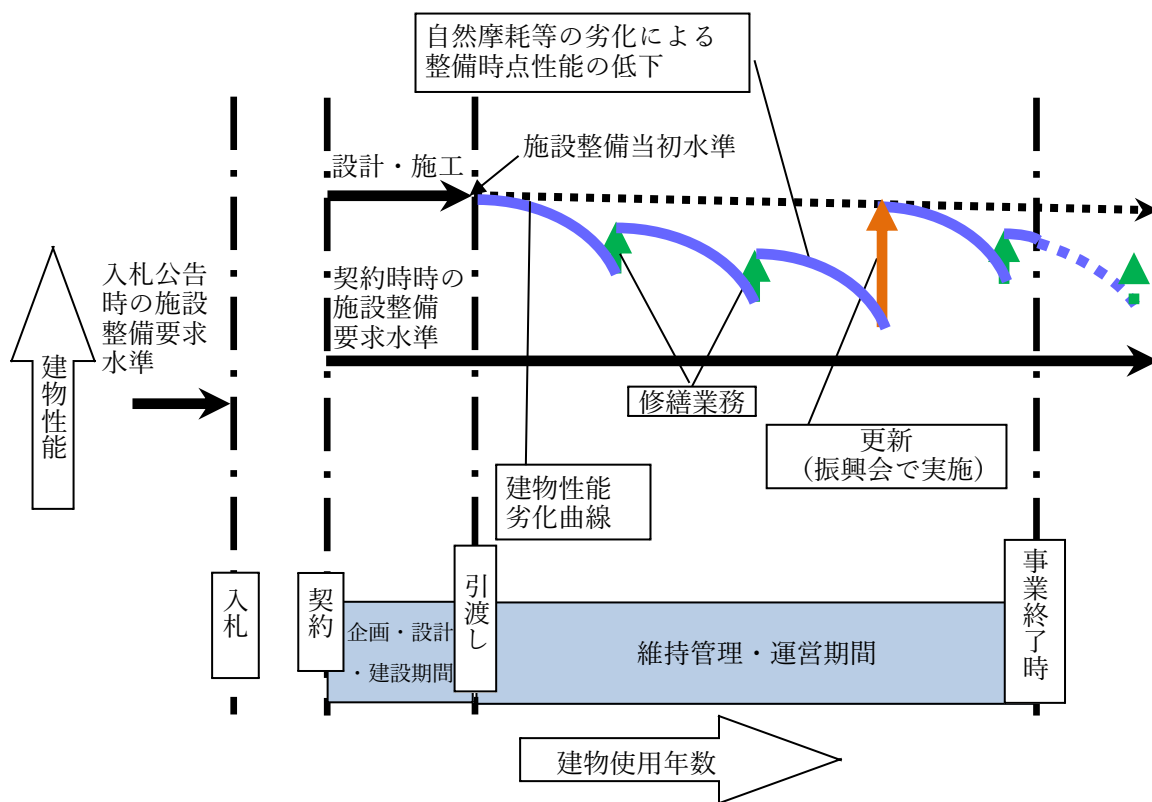 自然摩耗等の劣化による
整備時点性能の低下
施設整備当初水準
設計・施工
入札公告
時の施設
整備要求
水準
契約時時の
施設整備
要求水準
建物性能
修繕業務
更新
（振興会で実施）
建物性能
劣化曲線
入札
契約
引渡し
事業終了時
企画・設計
・建設期間
維持管理・運営期間
建物使用年数